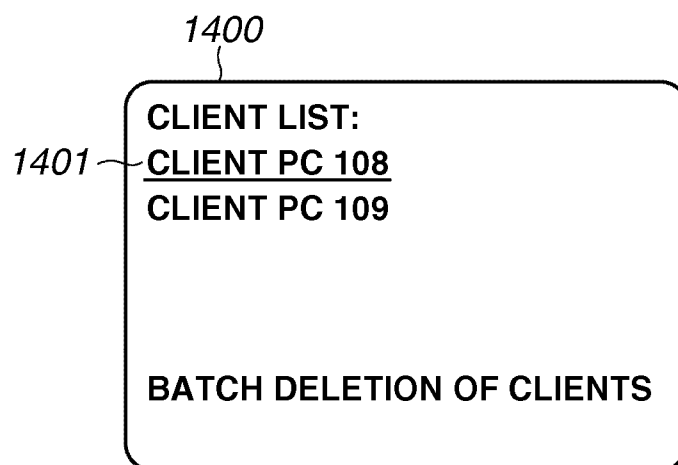 1400
CLIENT LIST:
1401 CLIENT PC 108
CLIENT PC 109
BATCH DELETION OF CLIENTS